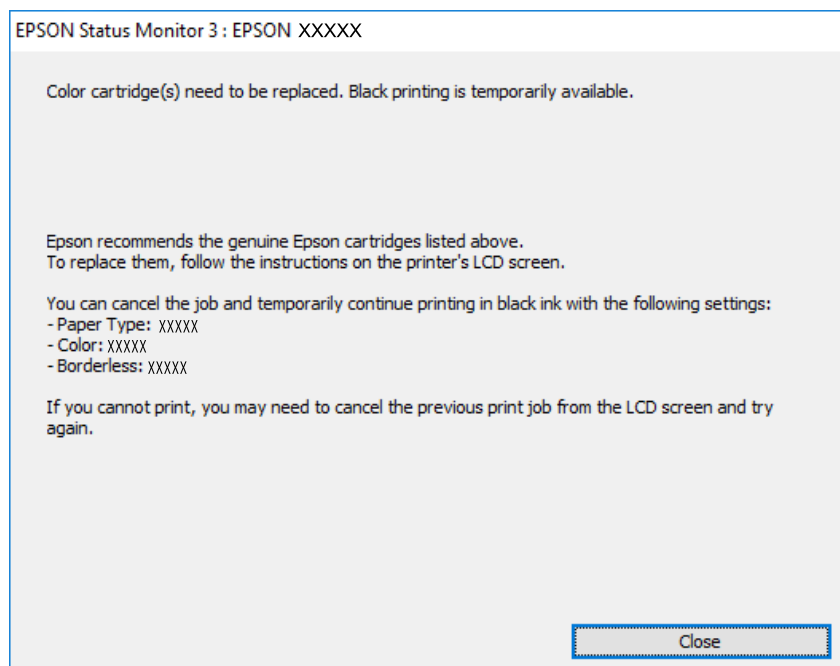 EPSON Status Monitor 3 : EPSON XXXXX
Color cartridge(s) need to be replaced. Black printing is temporarily available.
Epson recommends the genuine Epson cartridges listed above.
To replace them, follow the instructions on the printer's LCD screen.
You can cancel the job and temporarily continue printing in black ink with the following settings:
- Paper Type: XXXXX
- Color: XXXXX
- Borderless: XXXXX
If you cannot print, you may need to cancel the previous print job from the LCD screen and try
again.
Close